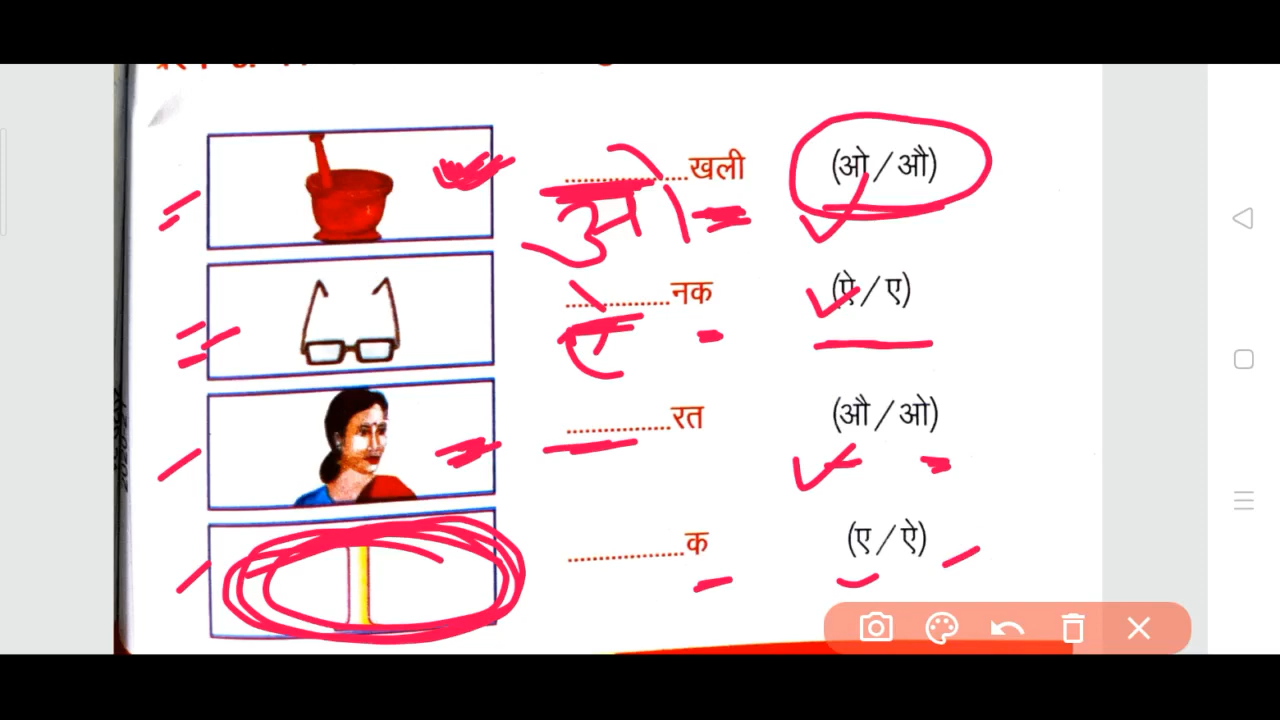 ओ
...................खली (ओ / औ)
...................नक (ऐ / ए)
ऐ
...................रत (औ / ओ)
...................क (ए / ऐ)